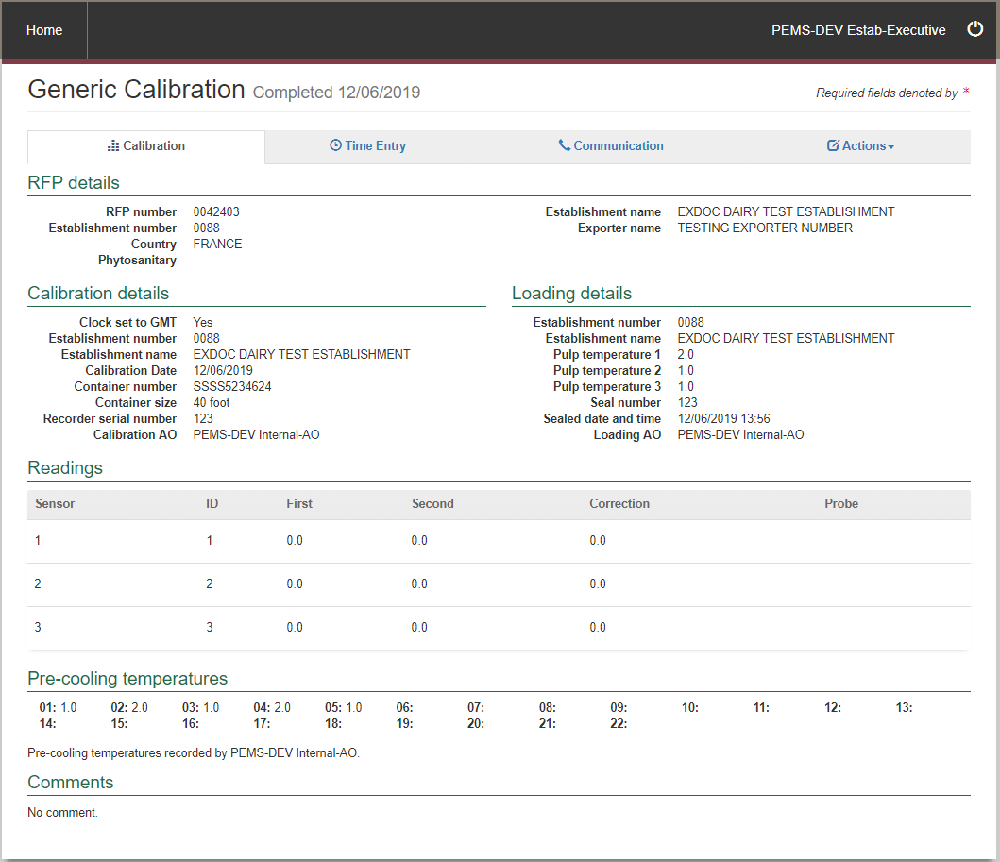 Home
PEMS-DEV Estab-Executive
Generic Calibration Completed 12/06/2019
Required fields denoted by *
Calibration
Time Entry
Communication
Actions
RFP details
RFP number 0042403
Establishment name EXDOC DAIRY TEST ESTABLISHMENT
Establishment number 0088
Exporter name TESTING EXPORTER NUMBER
Country FRANCE
Phytosanitary
Calibration details
Clock set to GMT Yes
Establishment number 0088
Establishment name EXDOC DAIRY TEST ESTABLISHMENT
Calibration Date 12/06/2019
Container number SSSS5234624
Container size 40 foot
Recorder serial number 123
Calibration AO PEMS-DEV Internal-AO
Loading details
Establishment number 0088
Establishment name EXDOC DAIRY TEST ESTABLISHMENT
Pulp temperature 1 2.0
Pulp temperature 2 1.0
Pulp temperature 3 1.0
Seal number 123
Sealed date and time 12/06/2019 13:56
Loading AO PEMS-DEV Internal-AO
Readings
Sensor ID First Second Correction Probe
1 1 0.0 0.0 0.0
2 2 0.0 0.0 0.0
3 3 0.0 0.0 0.0
Pre-cooling temperatures
01: 1.0 02: 2.0 03: 1.0 04: 2.0 05: 1.0 06: 07: 08: 09: 10: 11: 12: 13:
14: 15: 16: 17: 18: 19: 20: 21: 22:
Pre-cooling temperatures recorded by PEMS-DEV Internal-AO.
Comments
No comment.